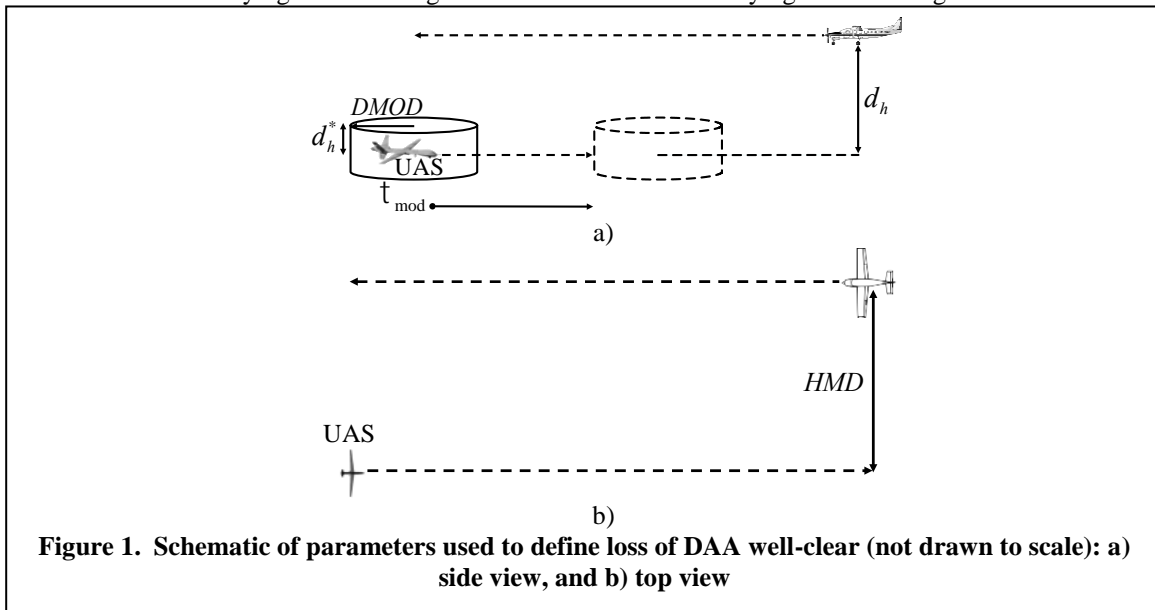 DMOD
d_h^*
d_h
UAS
τ mod
a)
HMD
UAS
b)
Figure 1. Schematic of parameters used to define loss of DAA well-clear (not drawn to scale): a)
side view, and b) top view